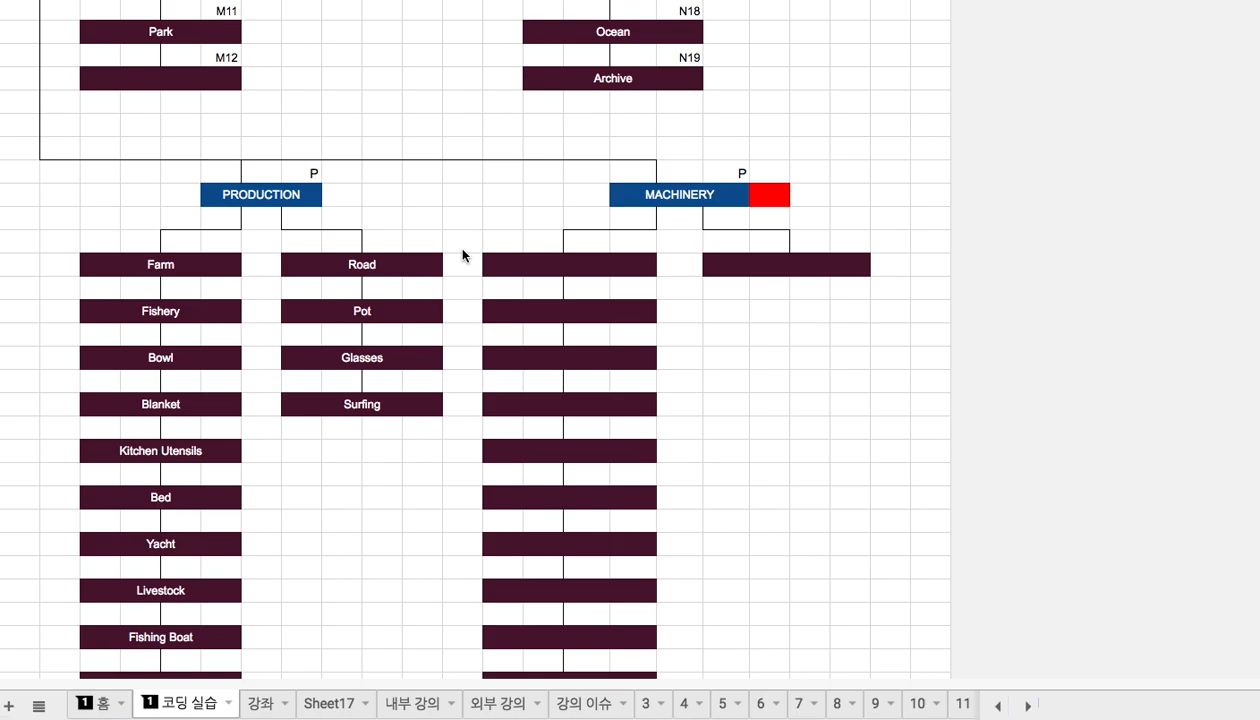 M11 N18
Park Ocean
M12 N19
Archive
P P
PRODUCTION MACHINERY
Farm Road
Fishery Pot
Bowl Glasses
Blanket Surfing
Kitchen Utensils
Bed
Yacht
Livestock
Fishing Boat
+ 1 홈 1 코딩 실습 강좌 Sheet17 내부 강의 외부 강의 강의 이슈 3 4 5 6 7 8 9 10 11